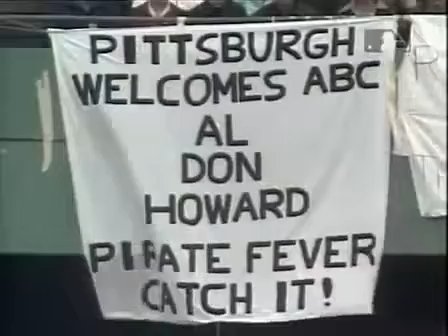 PITTSBURGH
WELCOMES ABC
AL
DON
HOWARD
PIRATE FEVER
CATCH IT!
P